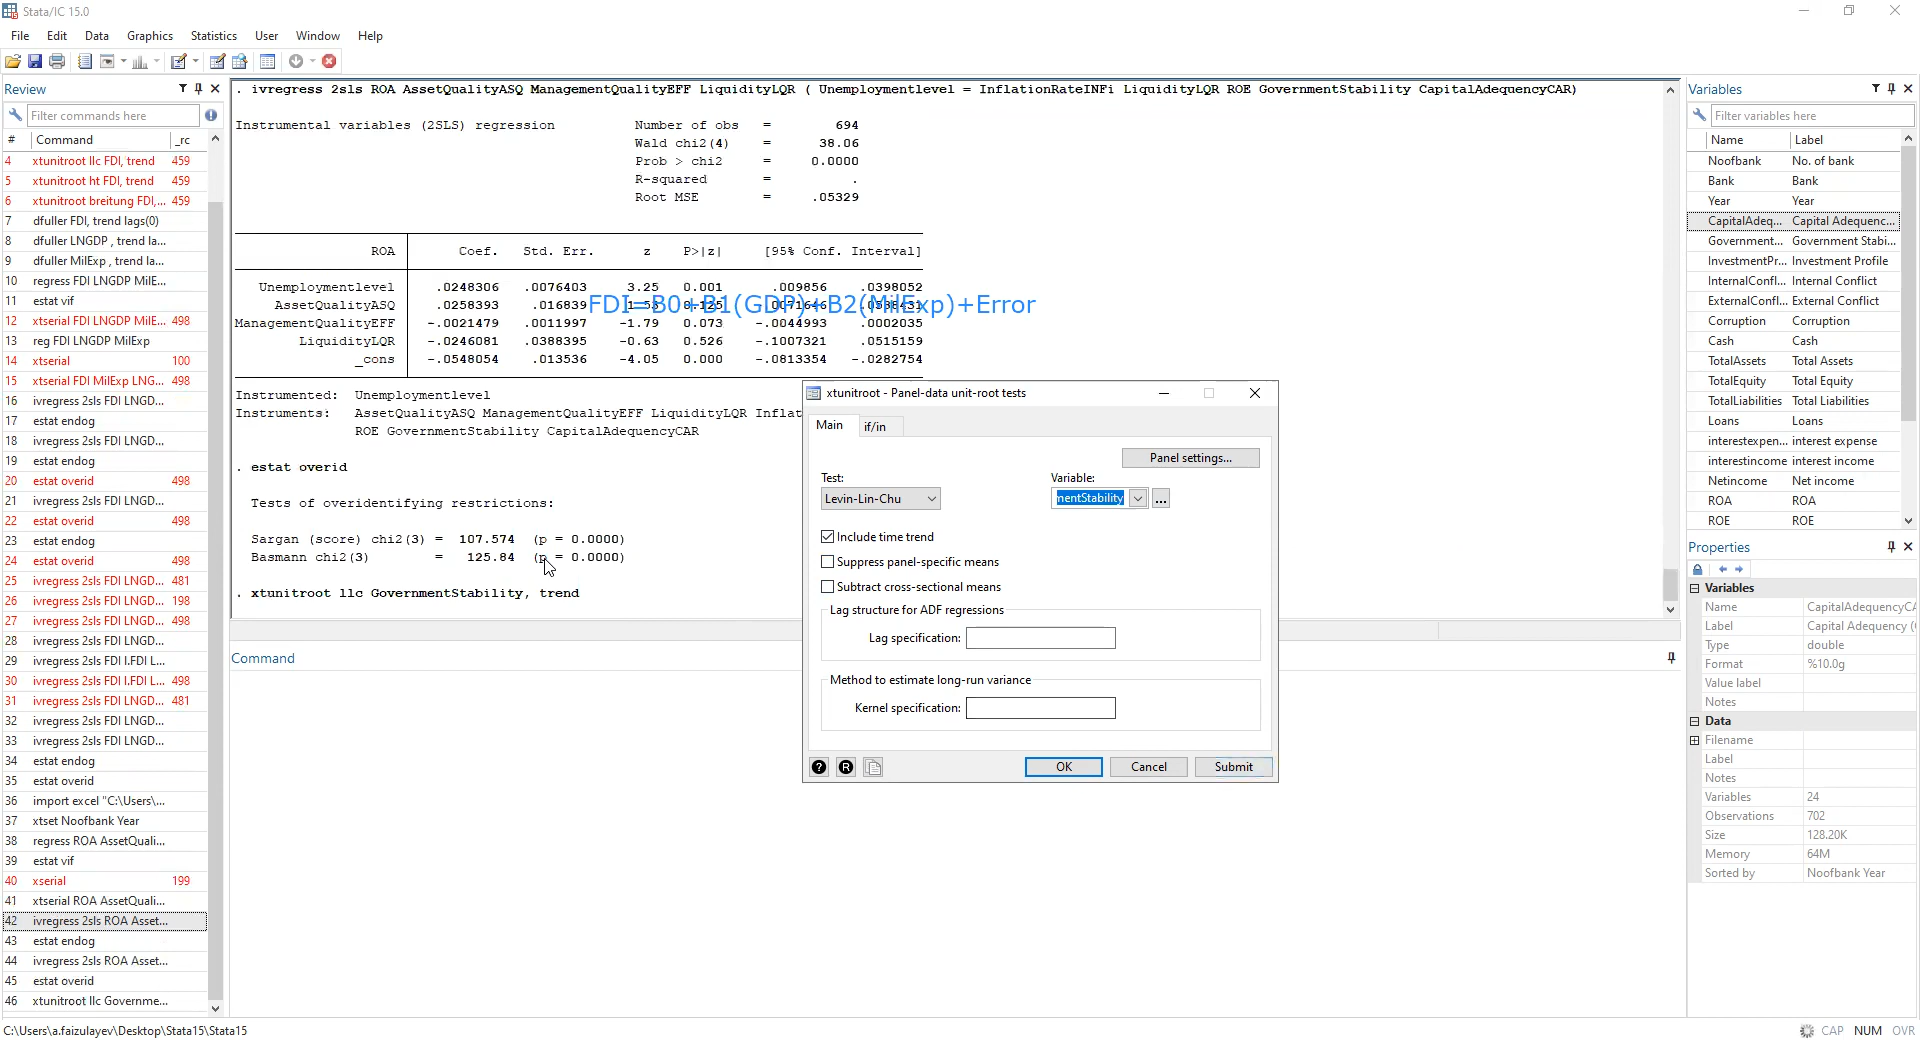 Stata/IC 15.0
File Edit Data Graphics Statistics User Window Help
Review
Filter commands here
# Command _rc
4 xtunitroot llc FDI, trend 459
5 xtunitroot ht FDI, trend 459
6 xtunitroot breitung FDI,... 459
7 dfuller FDI, trend lags(0)
8 dfuller LNGDP , trend la...
9 dfuller MilExp , trend la...
10 regress FDI LNGDP MilE...
11 estat vif
12 xtserial FDI LNGDP MilE... 498
13 reg FDI LNGDP MilExp
14 xtserial 100
15 xtserial FDI MilExp LNG... 498
16 ivregress 2sls FDI LNGD...
17 estat endog
18 ivregress 2sls FDI LNGD...
19 estat endog
20 estat overid 498
21 ivregress 2sls FDI LNGD...
22 estat overid 498
23 estat endog
24 estat overid 498
25 ivregress 2sls FDI LNGD... 481
26 ivregress 2sls FDI LNGD... 198
27 ivregress 2sls FDI LNGD... 498
28 ivregress 2sls FDI LNGD...
29 ivregress 2sls FDI l.FDI L...
30 ivregress 2sls FDI l.FDI L... 498
31 ivregress 2sls FDI LNGD... 481
32 ivregress 2sls FDI LNGD...
33 ivregress 2sls FDI LNGD...
34 estat endog
35 estat overid
36 import excel "C:\Users\...
37 xtset Noofbank Year
38 regress ROA AssetQuali...
39 estat vif
40 xserial 199
41 xtserial ROA AssetQuali...
42 ivregress 2sls ROA Asset...
43 estat endog
44 ivregress 2sls ROA Asset...
45 estat overid
46 xtunitroot llc Governme...
. ivregress 2sls ROA AssetQualityASQ ManagementQualityEFF LiquidityLQR ( Unemploymentlevel = InflationRateINFi LiquidityLQR ROE GovernmentStability CapitalAdequencyCAR)
Instrumental variables (2SLS) regression Number of obs = 694
Wald chi2(4) = 38.06
Prob > chi2 = 0.0000
R-squared = .
Root MSE = .05329
ROA Coef. Std. Err. z P>|z| [95% Conf. Interval]
Unemploymentlevel .0248306 .0076403 3.25 0.001 .009856 .0398052
AssetQualityASQ .0258393 .016839 1.53 0.125 -.0071646 .0588431
FDI=B0+B1(GDP)+B2(MilExp)+Error
ManagementQualityEFF -.0021479 .0011997 -1.79 0.073 -.0044993 .0002035
LiquidityLQR -.0246081 .0388395 -0.63 0.526 -.1007321 .0515159
_cons -.0548054 .013536 -4.05 0.000 -.0813354 -.0282754
Instrumented: Unemploymentlevel
Instruments: AssetQualityASQ ManagementQualityEFF LiquidityLQR Inflat
ROE GovernmentStability CapitalAdequencyCAR
. estat overid
Tests of overidentifying restrictions:
Sargan (score) chi2(3) = 107.574 (p = 0.0000)
Basmann chi2(3) = 125.84 (p = 0.0000)
. xtunitroot llc GovernmentStability, trend
Command
xtunitroot - Panel-data unit-root tests
Main if/in
Panel settings...
Test: Variable:
Levin-Lin-Chu mentStability ...
Include time trend
Suppress panel-specific means
Subtract cross-sectional means
Lag structure for ADF regressions
Lag specification:
Method to estimate long-run variance
Kernel specification:
? R OK Cancel Submit
Variables
Filter variables here
Name Label
Noofbank No. of bank
Bank Bank
Year Year
CapitalAdeq... Capital Adequenc...
Government... Government Stabi...
InvestmentPr... Investment Profile
InternalConfl... Internal Conflict
ExternalConfl... External Conflict
Corruption Corruption
Cash Cash
TotalAssets Total Assets
TotalEquity Total Equity
TotalLiabilities Total Liabilities
Loans Loans
interestexpen... interest expense
interestincome interest income
Netincome Net income
ROA ROA
ROE ROE
Properties
Variables
Name CapitalAdequencyCA
Label Capital Adequency (
Type double
Format %10.0g
Value label
Notes
Data
Filename
Label
Notes
Variables 24
Observations 702
Size 128.20K
Memory 64M
Sorted by Noofbank Year
C:\Users\a.faizulayev\Desktop\Stata15\Stata15
CAP NUM OVR